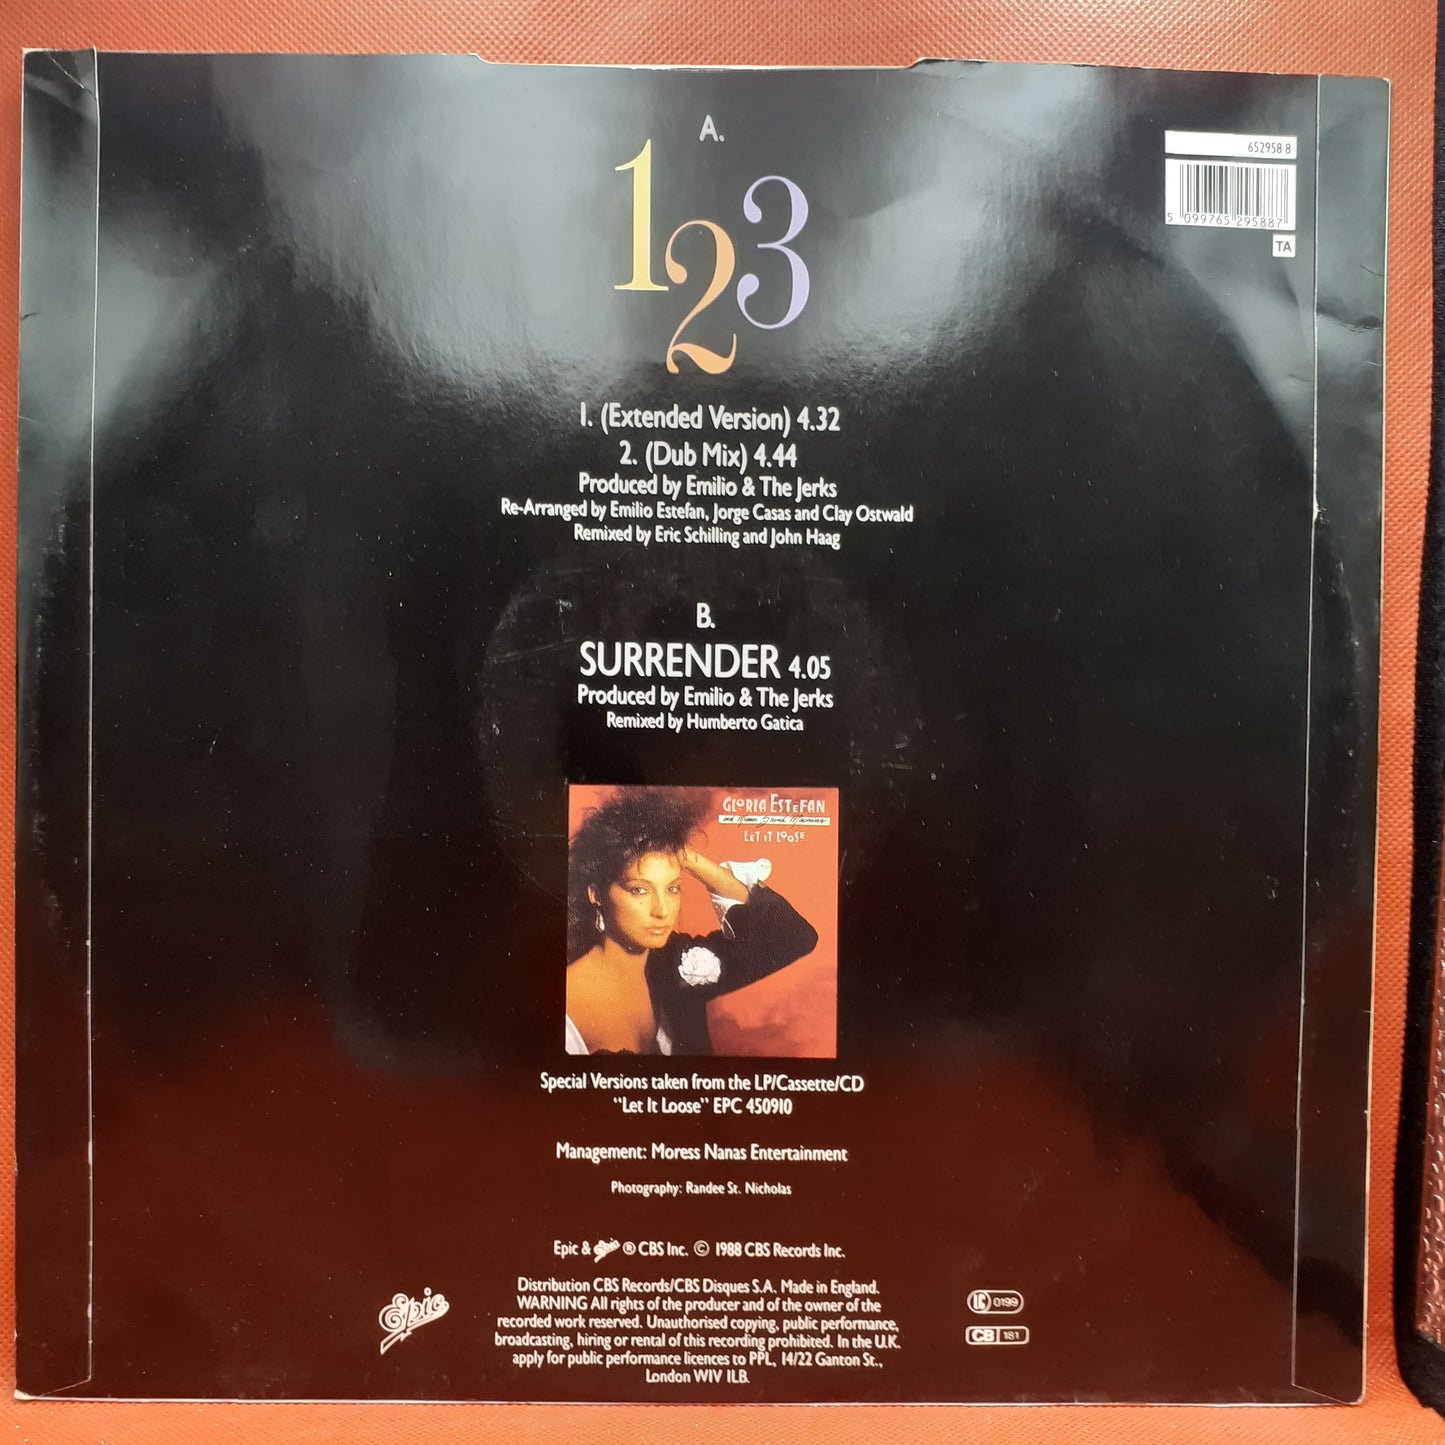 A.
1
2
3
1. (Extended Version) 4.32
2. (Dub Mix) 4.44
Produced by Emilio & The Jerks
Re-Arranged by Emilio Estefan, Jorge Casas and Clay Ostwald
Remixed by Eric Schilling and John Haag
652958 8
5 099765 295887
TA
B.
SURRENDER 4.05
Produced by Emilio & The Jerks
Remixed by Humberto Gatica
GLORIA ESTEFAN
and Miami Sound Machine
LET IT LOOSE
Special Versions taken from the LP/Cassette/CD
"Let It Loose" EPC 450910
Management: Moress Nanas Entertainment
Photography: Randee St. Nicholas
Epic & Epic ® CBS Inc. © 1988 CBS Records Inc.
Distribution CBS Records/CBS Disques S.A. Made in England.
WARNING All rights of the producer and of the owner of the
recorded work reserved. Unauthorised copying, public performance,
broadcasting, hiring or rental of this recording prohibited. In the U.K.
apply for public performance licences to PPL, 14/22 Ganton St.,
London W1V 1LB.
Epic
LC 0199
CB 181